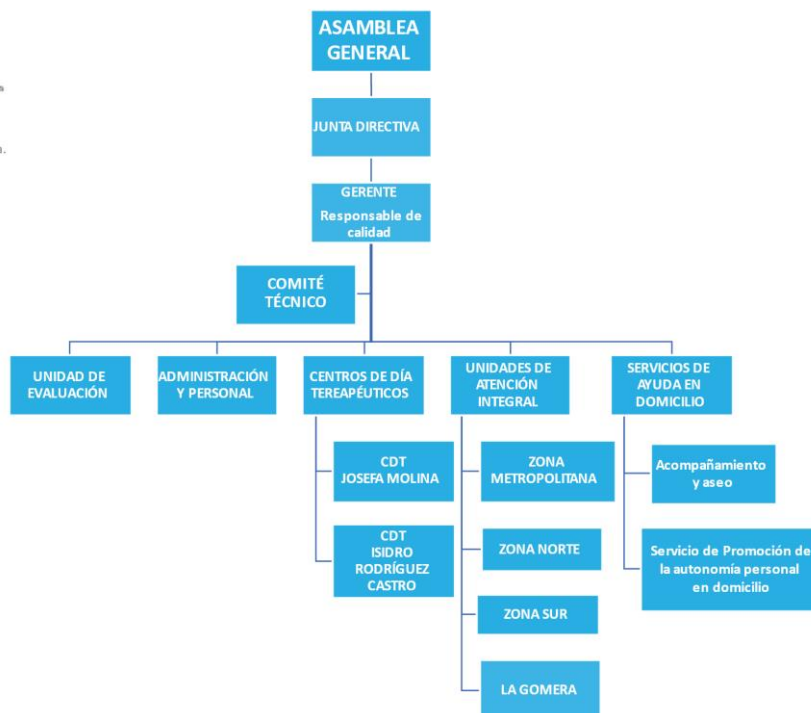 ASAMBLEA
GENERAL
JUNTA DIRECTIVA
GERENTE
Responsable de
calidad
COMITÉ
TÉCNICO
UNIDAD DE
EVALUACIÓN
ADMINISTRACIÓN
Y PERSONAL
CENTROS DE DÍA
TEREAPÉUTICOS
UNIDADES DE
ATENCIÓN
INTEGRAL
SERVICIOS DE
AYUDA EN
DOMICILIO
CDT
JOSEFA MOLINA
CDT
ISIDRO
RODRÍGUEZ
CASTRO
ZONA
METROPOLITANA
ZONA NORTE
ZONA SUR
LA GOMERA
Acompañamiento
y aseo
Servicio de Promoción de
la autonomía personal
en domicilio